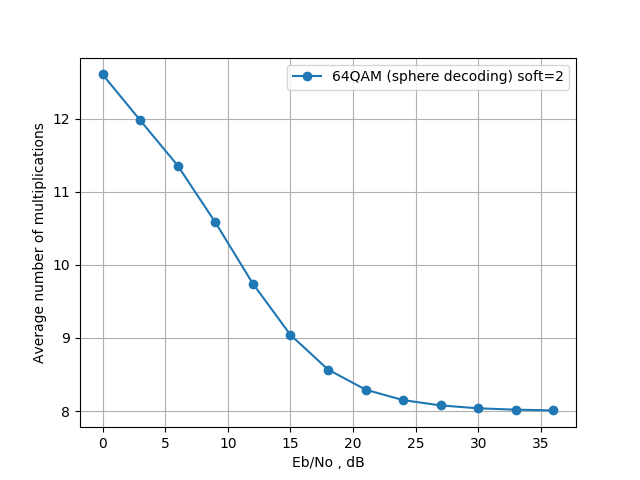 64QAM (sphere decoding) soft=2
Average number of multiplications
12
11
10
9
8
0 5 10 15 20 25 30 35
Eb/No , dB